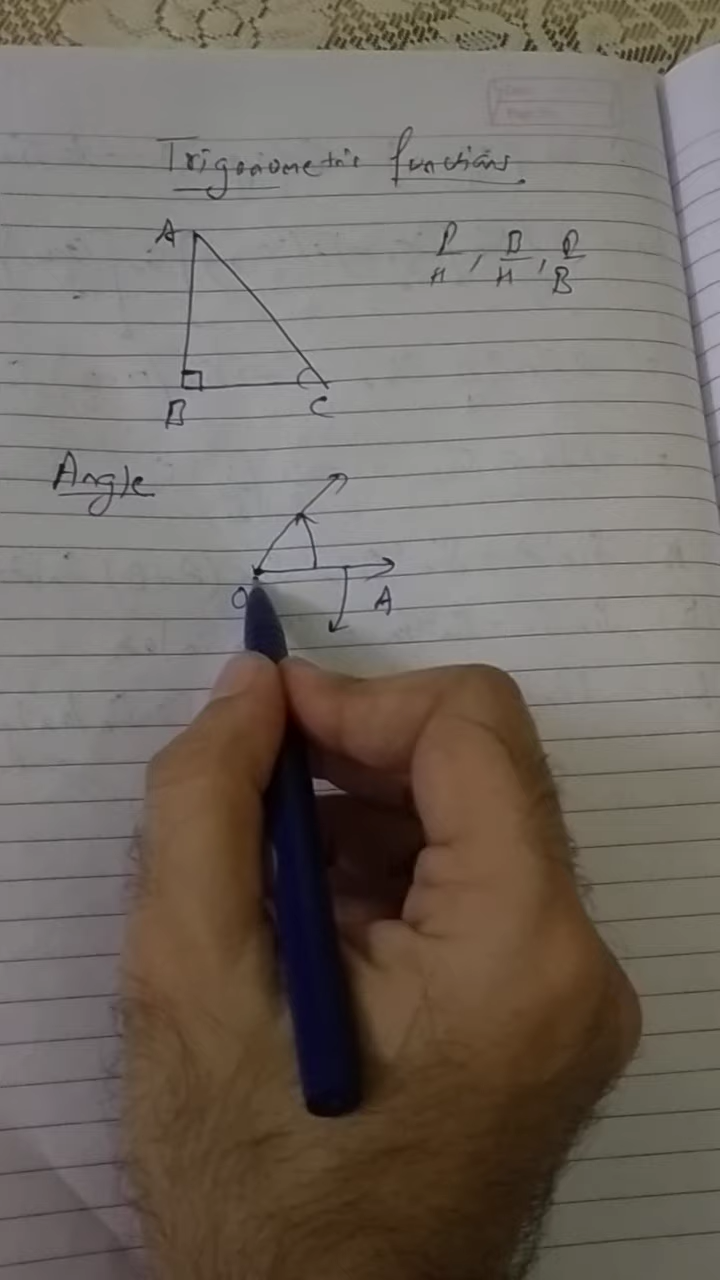 Trigonometric functions
A
P/H, B/H, P/B
B C
Angle
O A